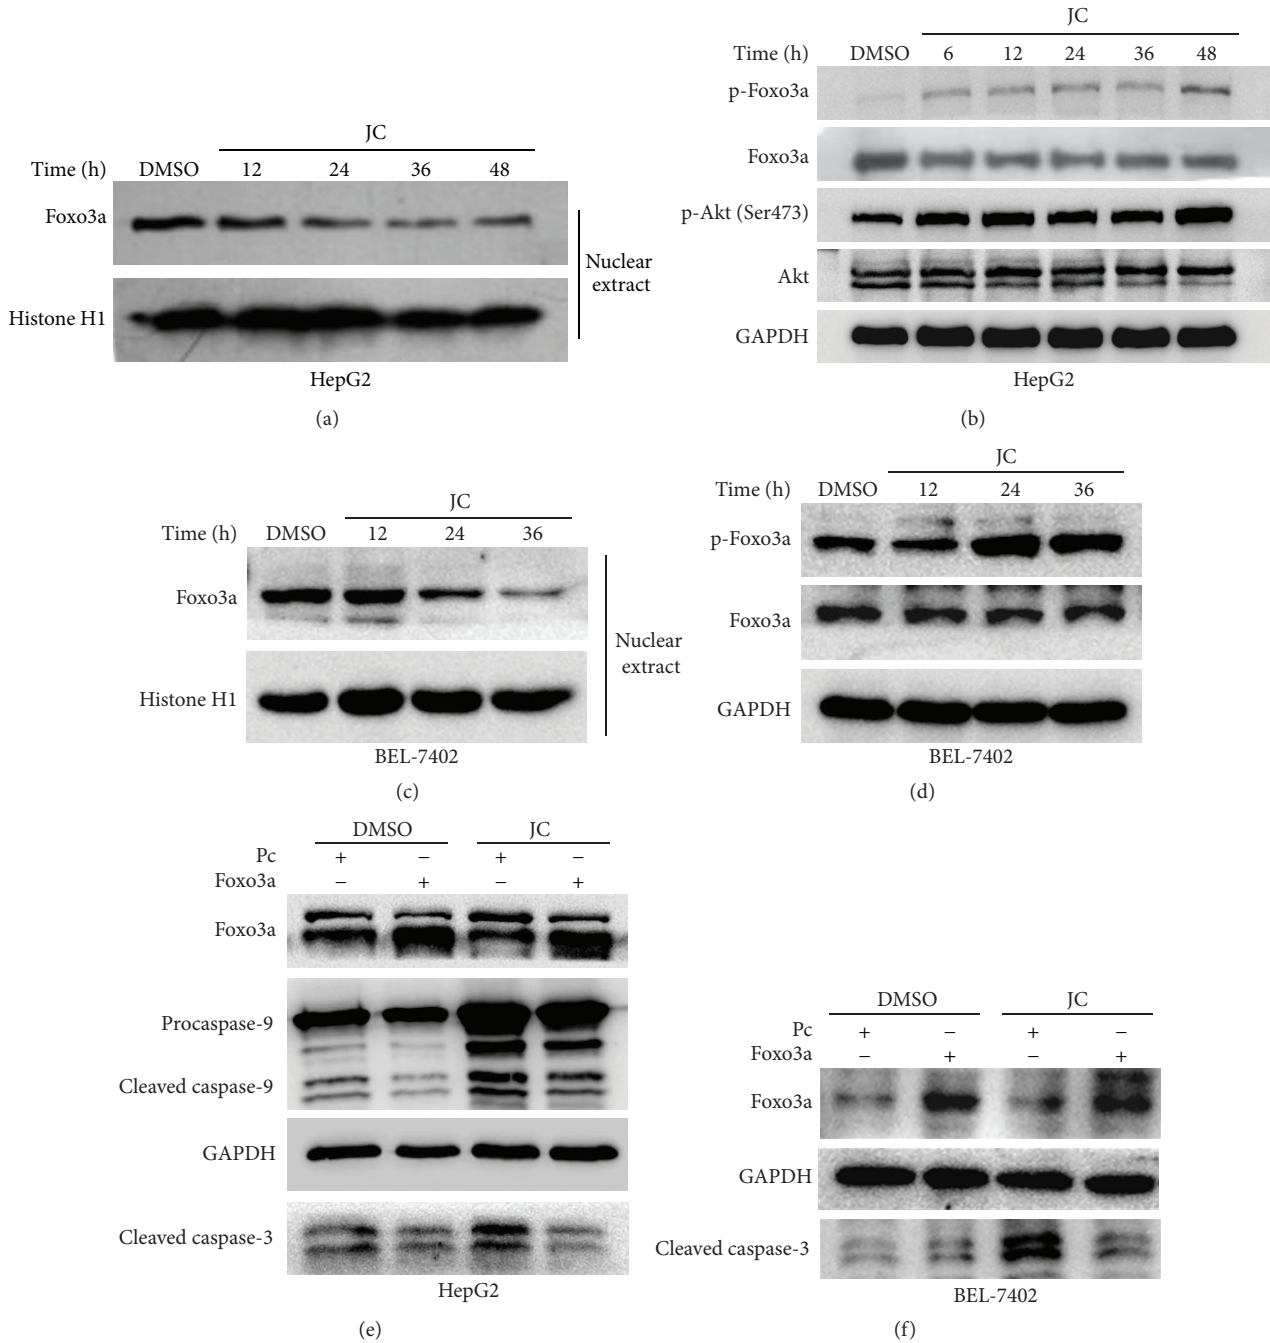 JC
Time (h) DMSO 12 24 36 48
Foxo3a
Histone H1
Nuclear
extract
HepG2
(a)
JC
Time (h) DMSO 6 12 24 36 48
p-Foxo3a
Foxo3a
p-Akt (Ser473)
Akt
GAPDH
HepG2
(b)
JC
Time (h) DMSO 12 24 36
Foxo3a
Histone H1
Nuclear
extract
BEL-7402
(c)
JC
Time (h) DMSO 12 24 36
p-Foxo3a
Foxo3a
GAPDH
BEL-7402
(d)
DMSO JC
Pc + − + −
Foxo3a − + − +
Foxo3a
Procaspase-9
Cleaved caspase-9
GAPDH
Cleaved caspase-3
HepG2
(e)
DMSO JC
Pc + − + −
Foxo3a − + − +
Foxo3a
GAPDH
Cleaved caspase-3
BEL-7402
(f)